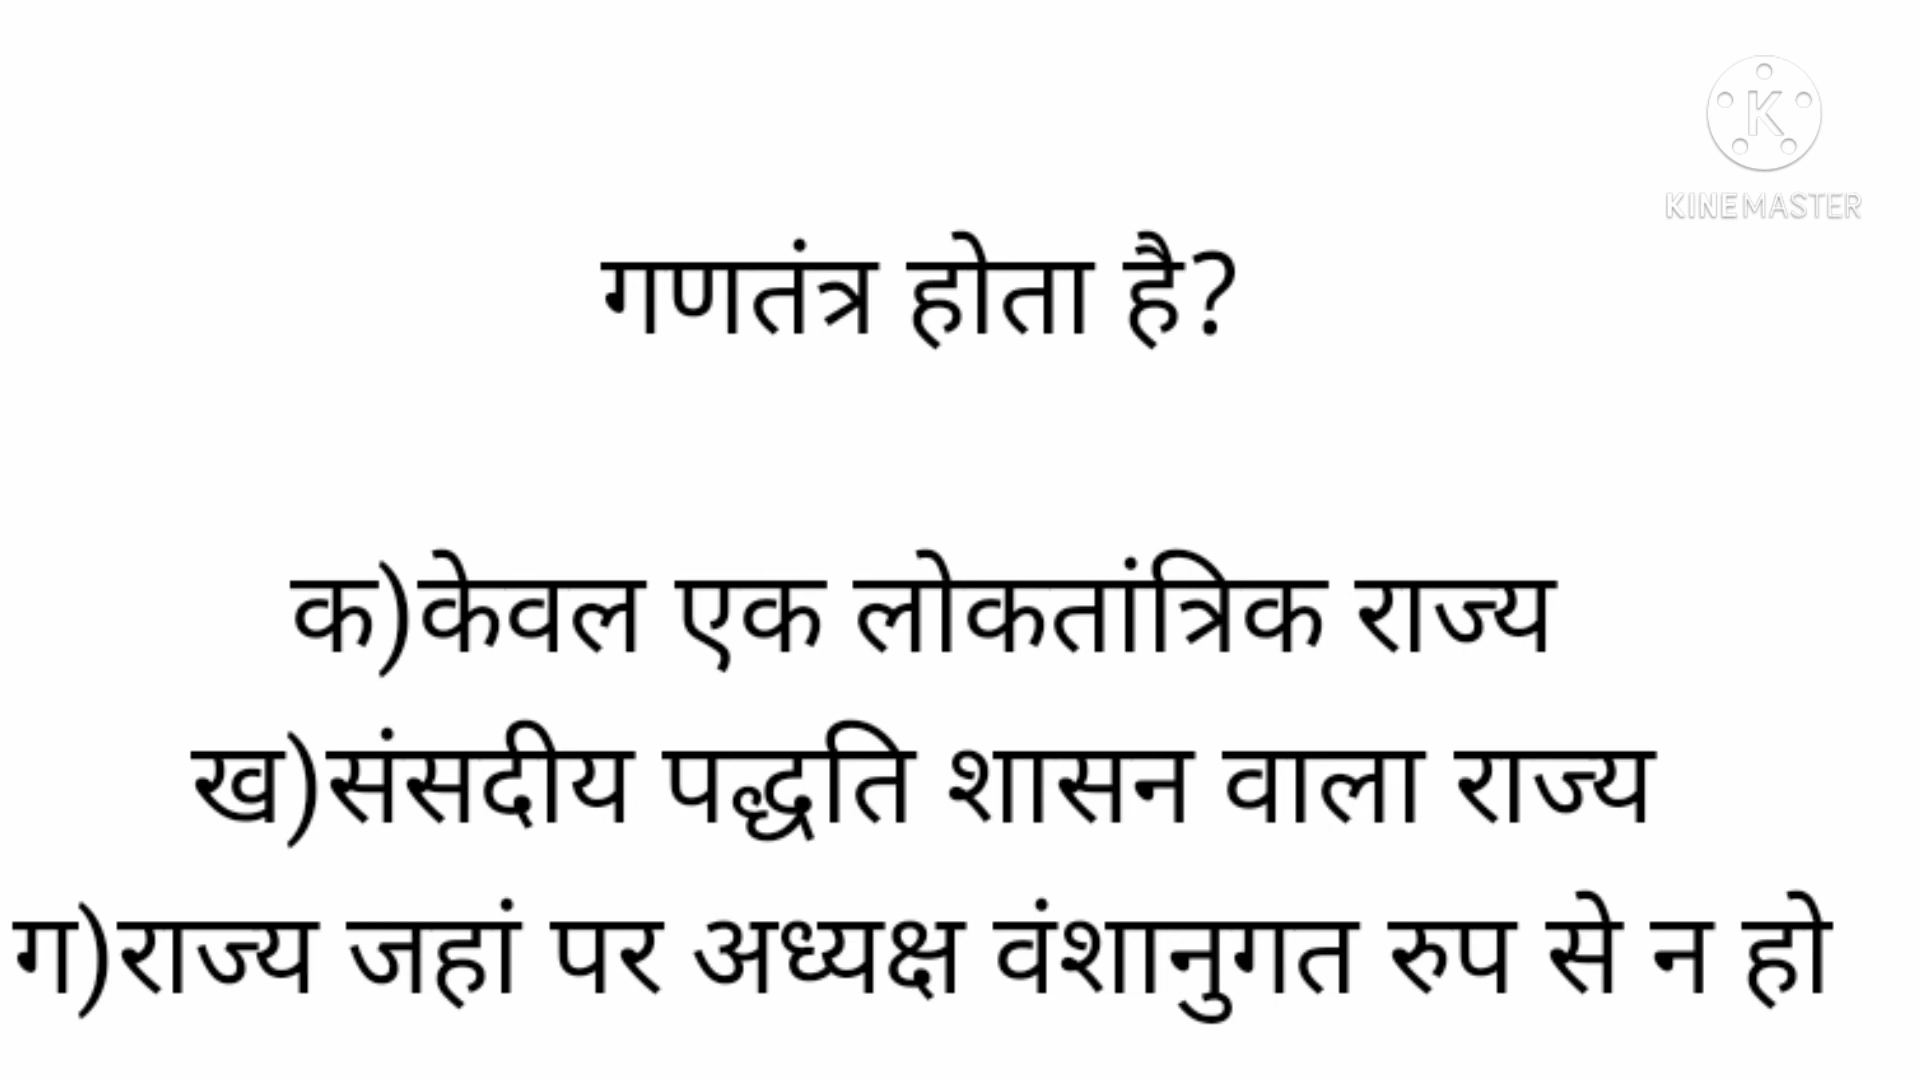 KINEMASTER
गणतंत्र होता है?
क)केवल एक लोकतांत्रिक राज्य
ख)संसदीय पद्धति शासन वाला राज्य
ग)राज्य जहां पर अध्यक्ष वंशानुगत रुप से न हो